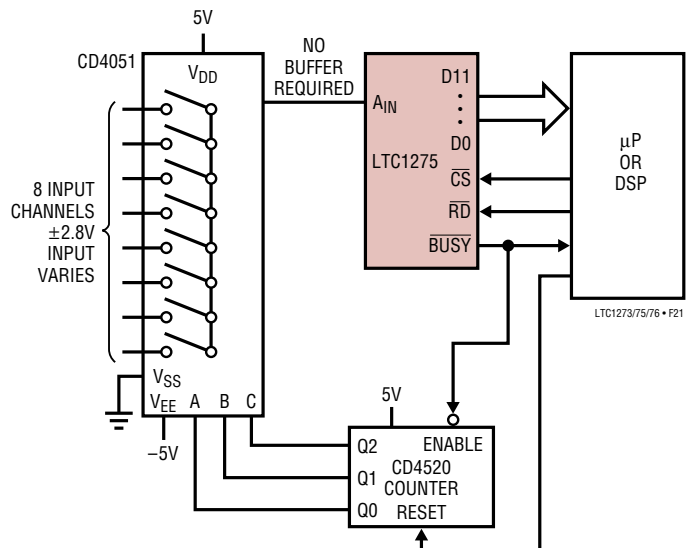 5V
CD4051
VDD
NO
BUFFER
REQUIRED
8 INPUT
CHANNELS
±2.8V
INPUT
VARIES
VSS
VEE
A
B
C
–5V
AIN
LTC1275
D11
•
•
•
D0
CS
RD
BUSY
µP
OR
DSP
LTC1273/75/76 • F21
5V
Q2
ENABLE
CD4520
Q1
COUNTER
Q0
RESET